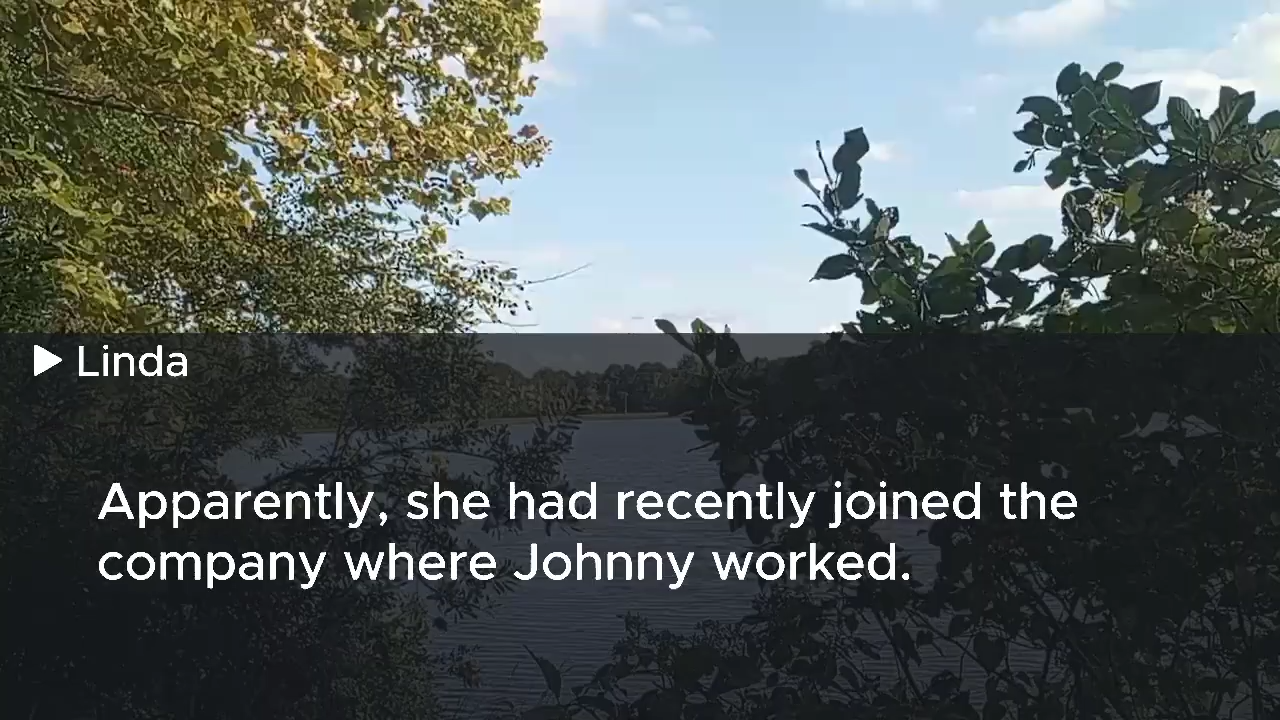 Linda
Apparently, she had recently joined the
company where Johnny worked.